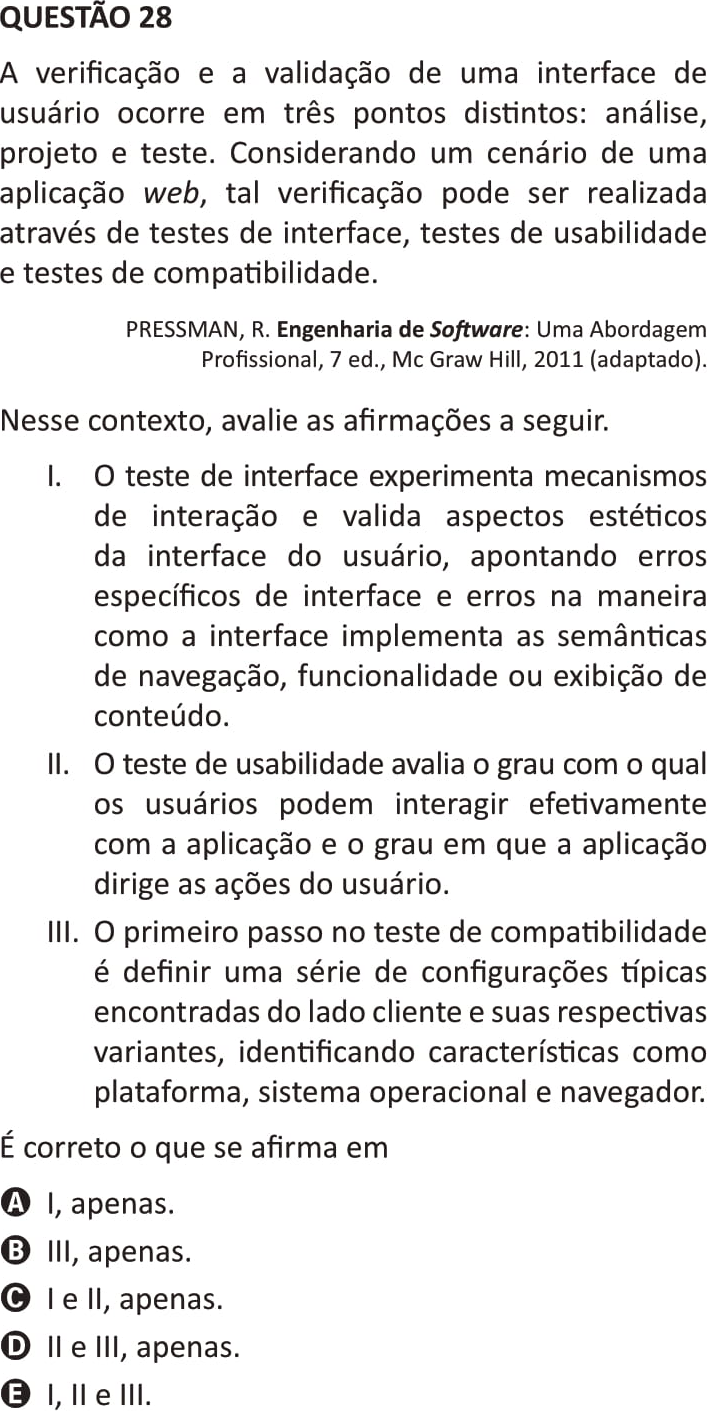 QUESTÃO 28
A verificação e a validação de uma interface de
usuário ocorre em três pontos distintos: análise,
projeto e teste. Considerando um cenário de uma
aplicação web, tal verificação pode ser realizada
através de testes de interface, testes de usabilidade
e testes de compatibilidade.
PRESSMAN, R. Engenharia de Software: Uma Abordagem
Profissional, 7 ed., Mc Graw Hill, 2011 (adaptado).
Nesse contexto, avalie as afirmações a seguir.
I. O teste de interface experimenta mecanismos
de interação e valida aspectos estéticos
da interface do usuário, apontando erros
específicos de interface e erros na maneira
como a interface implementa as semânticas
de navegação, funcionalidade ou exibição de
conteúdo.
II. O teste de usabilidade avalia o grau com o qual
os usuários podem interagir efetivamente
com a aplicação e o grau em que a aplicação
dirige as ações do usuário.
III. O primeiro passo no teste de compatibilidade
é definir uma série de configurações típicas
encontradas do lado cliente e suas respectivas
variantes, identificando características como
plataforma, sistema operacional e navegador.
É correto o que se afirma em
A I, apenas.
B III, apenas.
C I e II, apenas.
D II e III, apenas.
E I, II e III.